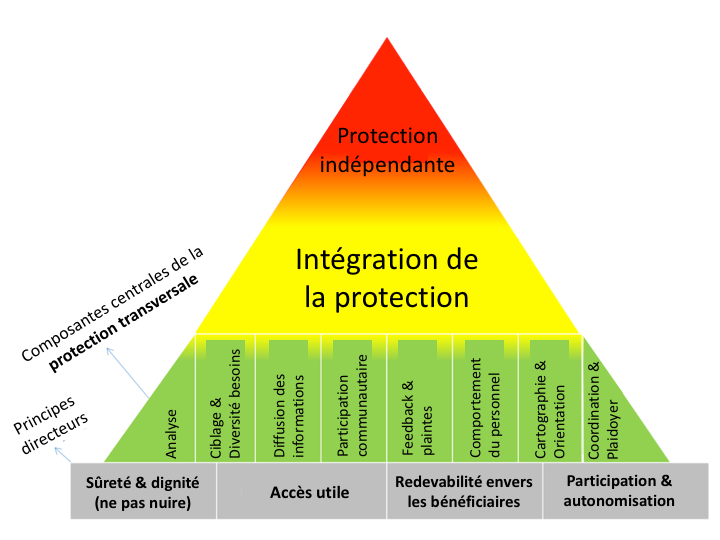 Protection
indépendante
Intégration de
la protection
Composantes centrales de la
protection transversale
Principes
directeurs
Analyse
Ciblage &
Diversité besoins
Diffusion des
informations
Participation
communautaire
Feedback &
plaintes
Comportement
du personnel
Cartographie &
Orientation
Coordination &
Plaidoyer
Sûreté & dignité
(ne pas nuire)
Accès utile
Redevabilité envers
les bénéficiaires
Participation &
autonomisation